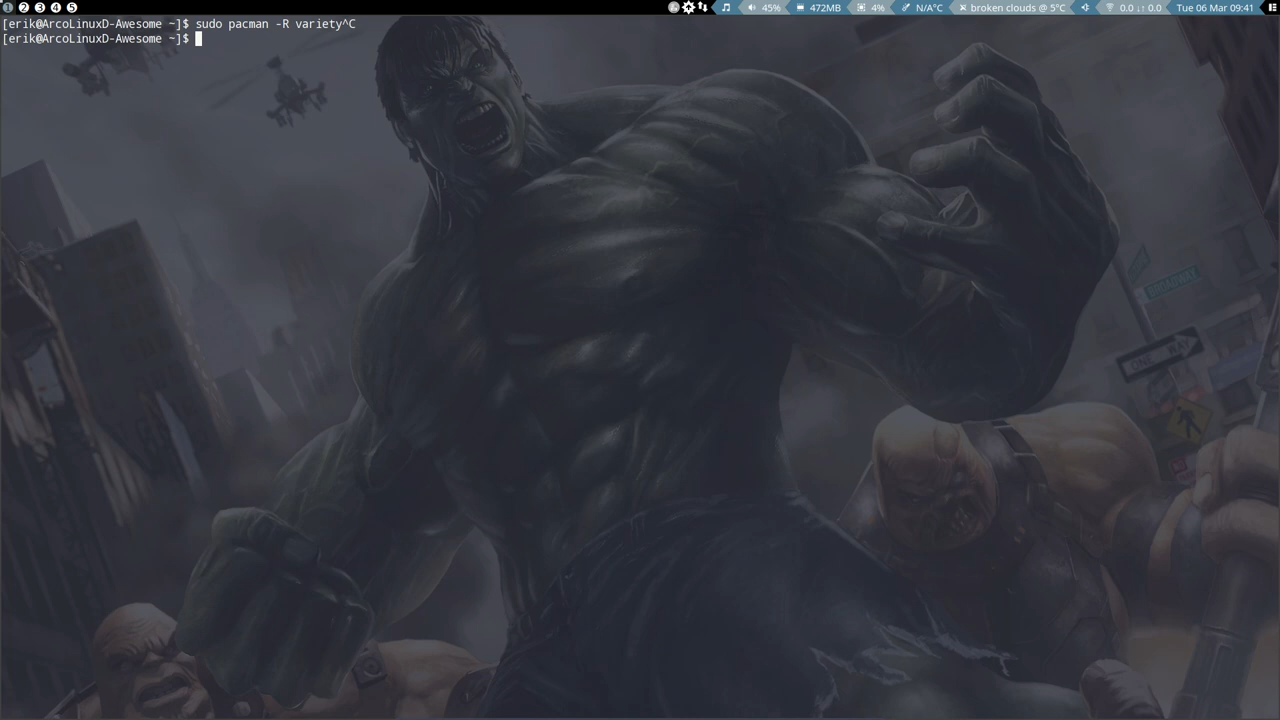 1 2 3 4 5 45% 472MB 4% N/A°C broken clouds @ 5°C 0.0 ↓↑ 0.0 Tue 06 Mar 09:41
[erik@ArcoLinuxD-Awesome ~]$ sudo pacman -R variety^C
[erik@ArcoLinuxD-Awesome ~]$
BROADWAY
ONE WAY